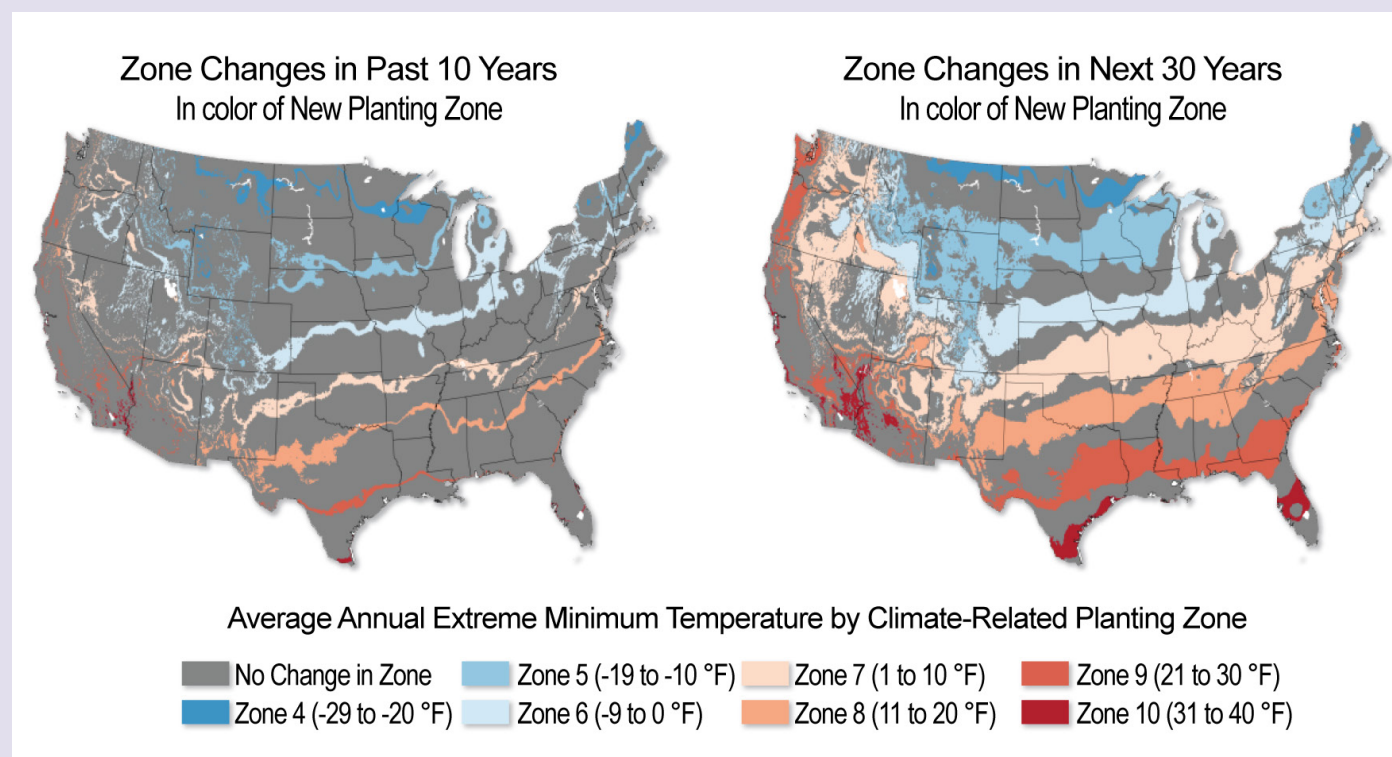 Zone Changes in Past 10 Years
In color of New Planting Zone
Zone Changes in Next 30 Years
In color of New Planting Zone
Average Annual Extreme Minimum Temperature by Climate-Related Planting Zone
No Change in Zone
Zone 4 (-29 to -20 °F)
Zone 5 (-19 to -10 °F)
Zone 6 (-9 to 0 °F)
Zone 7 (1 to 10 °F)
Zone 8 (11 to 20 °F)
Zone 9 (21 to 30 °F)
Zone 10 (31 to 40 °F)